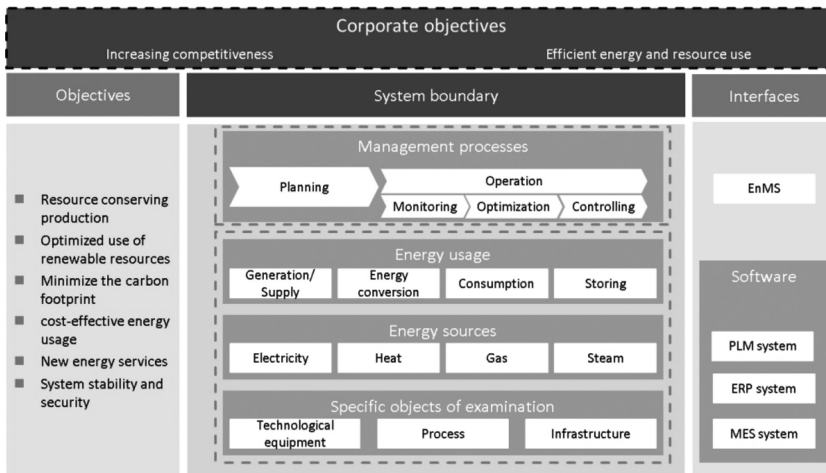 Corporate objectives
Increasing competitiveness
Efficient energy and resource use
Objectives
System boundary
Interfaces
Resource conserving
production
Optimized use of
renewable resources
Minimize the carbon
footprint
cost-effective energy
usage
New energy services
System stability and
security
Management processes
Planning
Operation
Monitoring
Optimization
Controlling
Energy usage
Generation/
Supply
Energy
conversion
Consumption
Storing
Energy sources
Electricity
Heat
Gas
Steam
Specific objects of examination
Technological
equipment
Process
Infrastructure
EnMS
Software
PLM system
ERP system
MES system